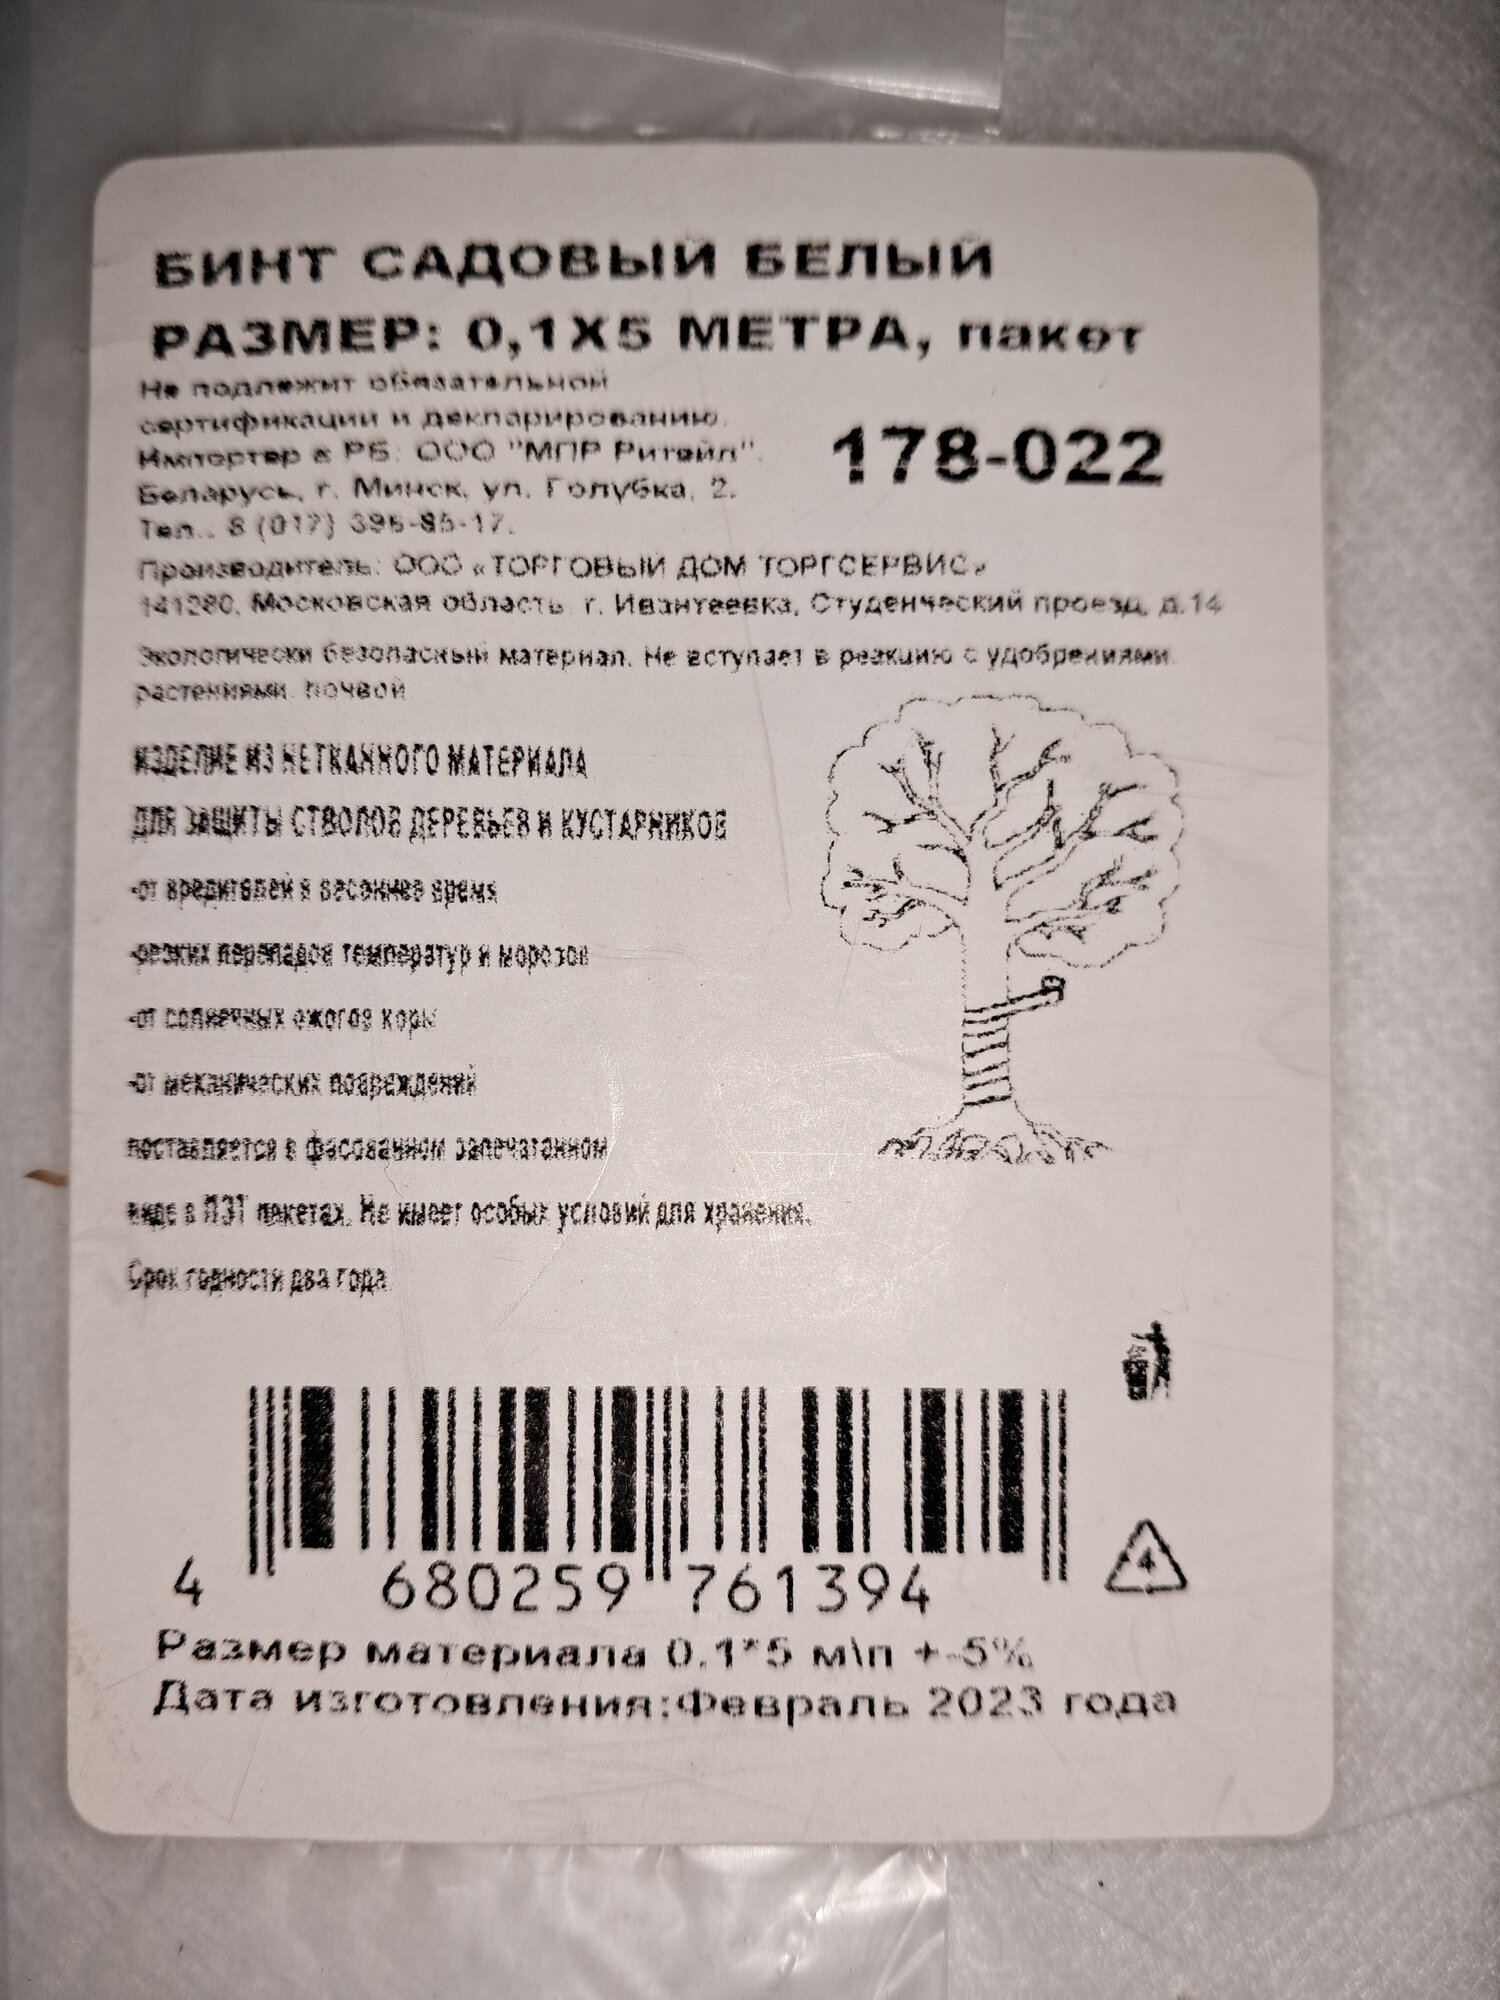 БИНТ САДОВЫЙ БЕЛЫЙ
РАЗМЕР: 0,1Х5 МЕТРА, пакет
Не подлежит обязательной
сертификации и декларированию.
Импортер в РБ: ООО "МПР Ритейл".
Беларусь, г. Минск, ул. Голубка, 2.
Тел.: 8 (017) 396-85-17.
178-022
Производитель: ООО «ТОРГОВЫЙ ДОМ ТОРГСЕРВИС»
141280, Московская область, г. Ивантеевка, Студенческий проезд, д.14
Экологически безопасный материал. Не вступает в реакцию с удобрениями,
растениями, почвой
ИЗДЕЛИЕ ИЗ НЕТКАННОГО МАТЕРИАЛА
ДЛЯ ЗАЩИТЫ СТВОЛОВ ДЕРЕВЬЕВ И КУСТАРНИКОВ
-от вредителей в весеннее время
-резких перепадов температур и морозов
-от солнечных ожогов коры
-от механических повреждений
поставляется в фасованном запечатанном
виде в ПЭТ пакетах. Не имеет особых условий для хранения.
Срок годности два года
4 680259 761394
4
Размер материала 0.1*5 м\п +-5%
Дата изготовления:Февраль 2023 года